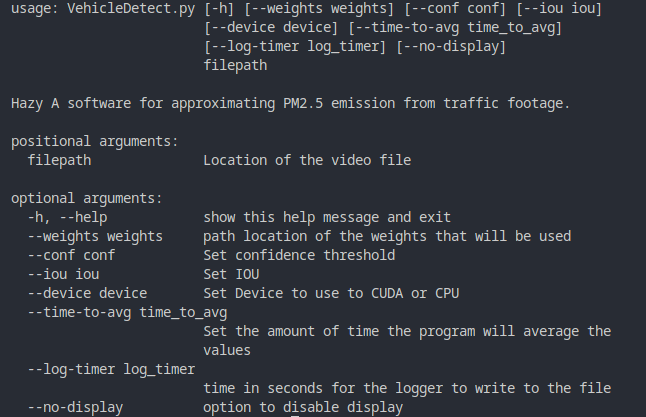 usage: VehicleDetect.py [-h] [--weights weights] [--conf conf] [--iou iou]
[--device device] [--time-to-avg time_to_avg]
[--log-timer log_timer] [--no-display]
filepath
Hazy A software for approximating PM2.5 emission from traffic footage.
positional arguments:
filepath Location of the video file
optional arguments:
-h, --help show this help message and exit
--weights weights path location of the weights that will be used
--conf conf Set confidence threshold
--iou iou Set IOU
--device device Set Device to use to CUDA or CPU
--time-to-avg time_to_avg
Set the amount of time the program will average the
values
--log-timer log_timer
time in seconds for the logger to write to the file
--no-display option to disable display